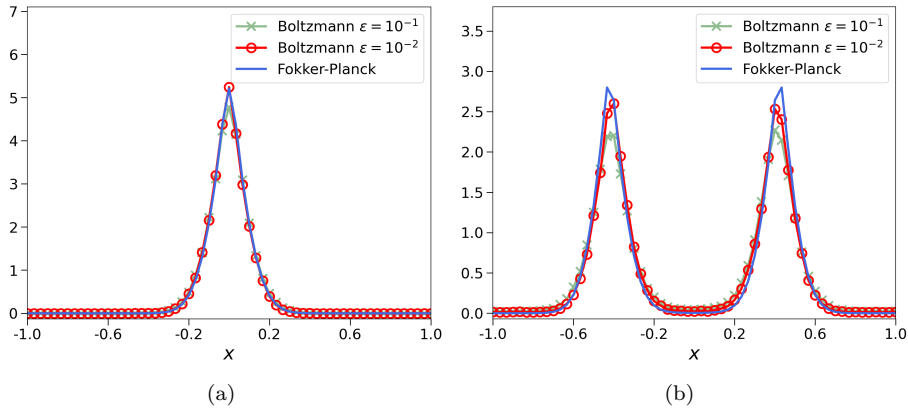 7
6
5
4
3
2
1
0
-1.0 -0.6 -0.2 0.2 0.6 1.0
x
Boltzmann ε = 10⁻¹
Boltzmann ε = 10⁻²
Fokker-Planck
(a)
3.5
3.0
2.5
2.0
1.5
1.0
0.5
0.0
-1.0 -0.6 -0.2 0.2 0.6 1.0
x
Boltzmann ε = 10⁻¹
Boltzmann ε = 10⁻²
Fokker-Planck
(b)